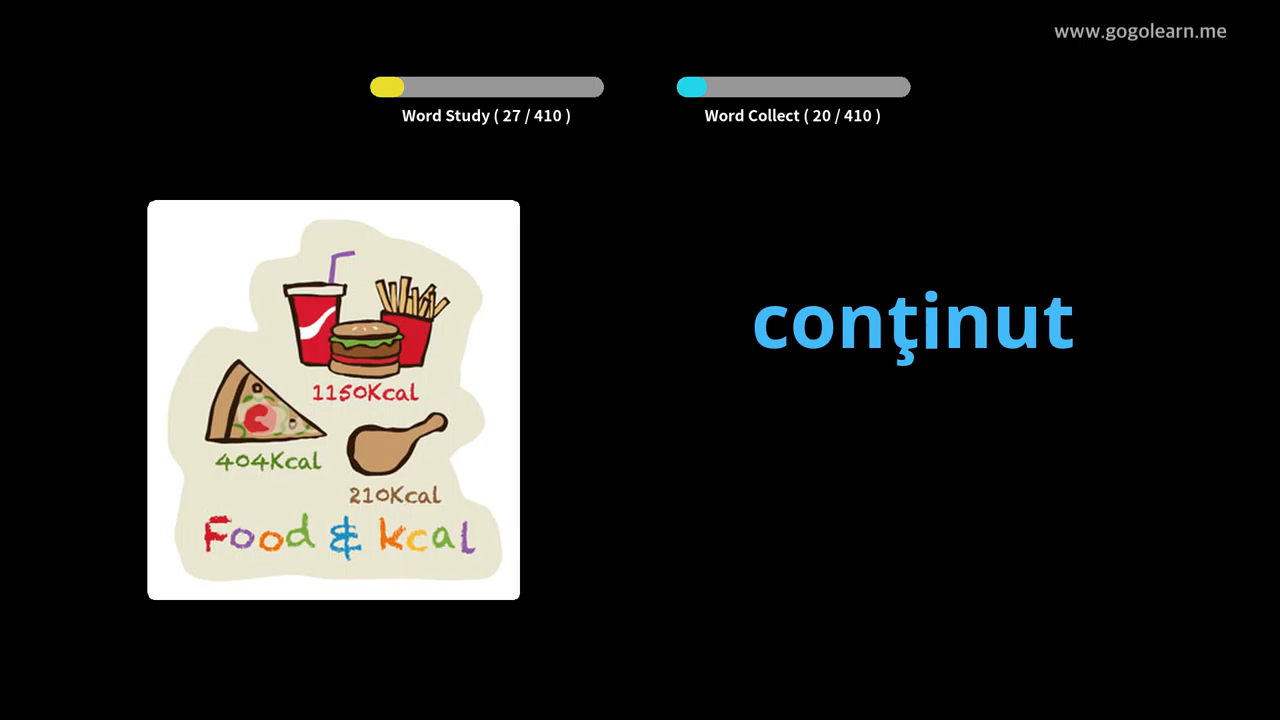 www.gogolearn.me
Word Study ( 27 / 410 )
Word Collect ( 20 / 410 )
conţinut
1150Kcal
404Kcal
210Kcal
Food & kcal